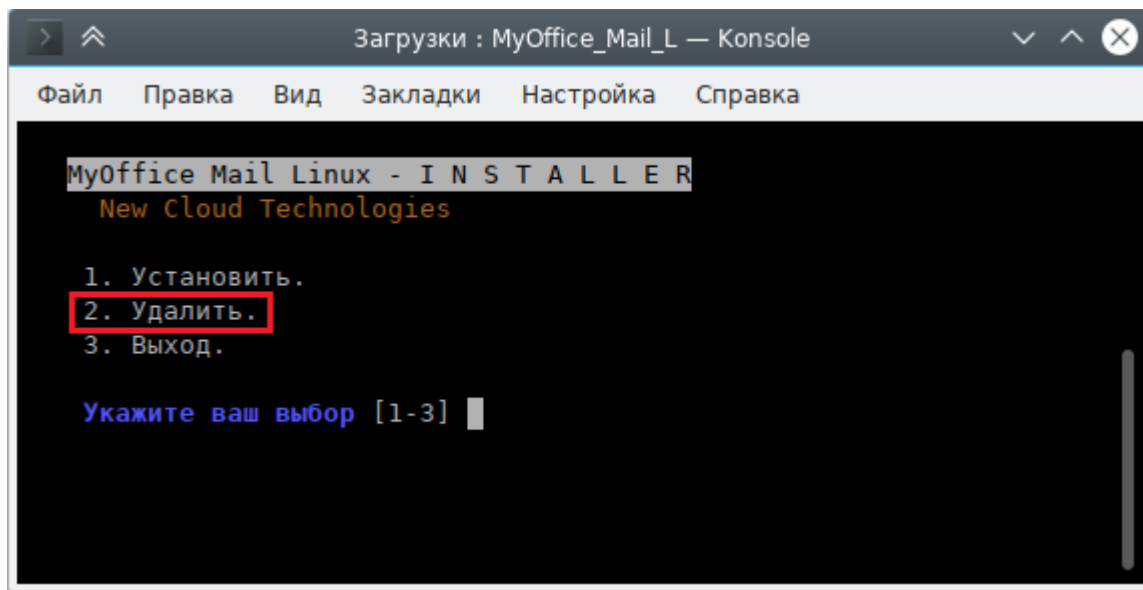 Загрузки : MyOffice_Mail_L — Konsole
Файл Правка Вид Закладки Настройка Справка
MyOffice Mail Linux - I N S T A L L E R
New Cloud Technologies
1. Установить.
2. Удалить.
3. Выход.
Укажите ваш выбор [1-3]